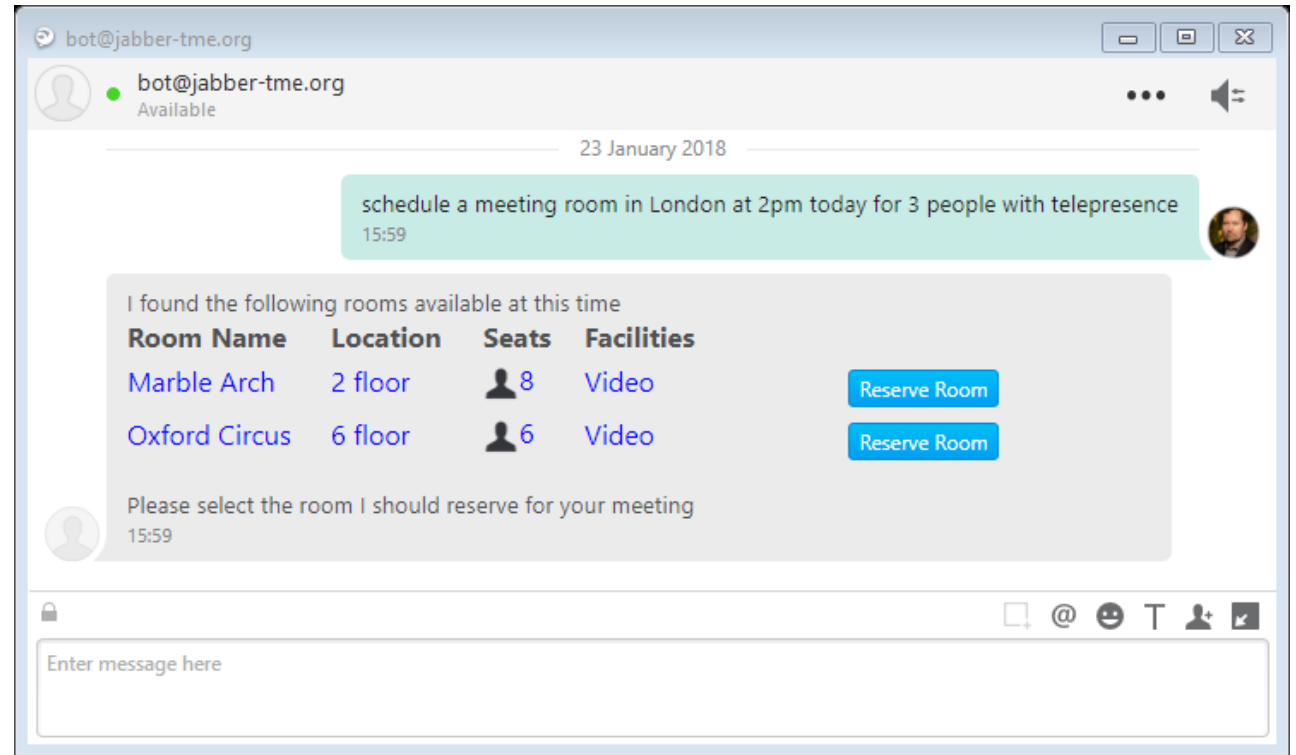 bot@jabber-tme.org
bot@jabber-tme.org
Available
23 January 2018
schedule a meeting room in London at 2pm today for 3 people with telepresence
15:59
I found the following rooms available at this time
Room Name Location Seats Facilities
Marble Arch 2 floor 8 Video Reserve Room
Oxford Circus 6 floor 6 Video Reserve Room
Please select the room I should reserve for your meeting
15:59
@ T
Enter message here